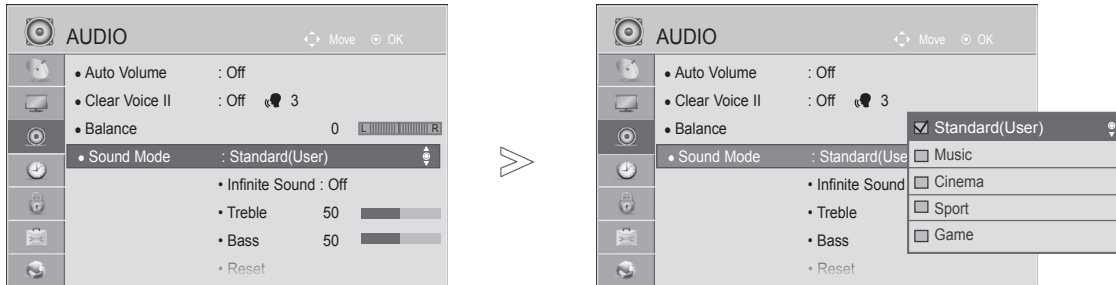 AUDIO
Move
OK
• Auto Volume : Off
• Clear Voice II : Off 3
• Balance 0 L R
• Sound Mode : Standard(User)
• Infinite Sound : Off
• Treble 50
• Bass 50
• Reset
AUDIO
Move
OK
• Auto Volume : Off
• Clear Voice II : Off 3
• Balance
• Sound Mode : Standard(Use
• Infinite Sound
• Treble
• Bass
• Reset
Standard(User)
Music
Cinema
Sport
Game